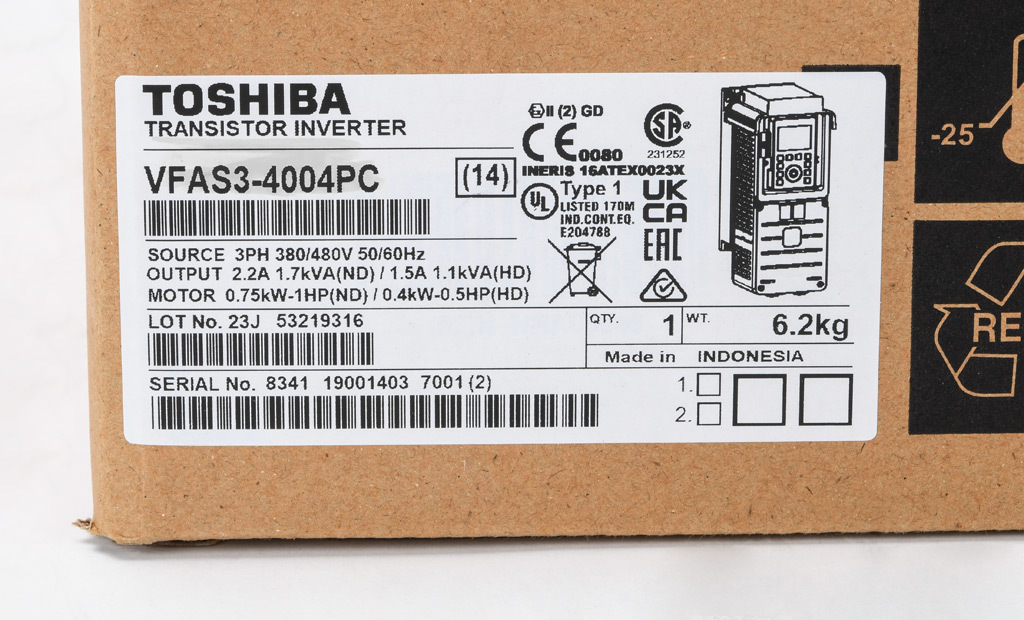 TOSHIBA
TRANSISTOR INVERTER
VFAS3-4004PC
(14)
II (2) GD
CE 0080
INERIS 16ATEX0023X
SA ®
231252
UL Type 1
LISTED 170M
IND.CONT.EQ.
E204788
UK
CA
EAC
SOURCE 3PH 380/480V 50/60Hz
OUTPUT 2.2A 1.7kVA(ND) / 1.5A 1.1kVA(HD)
MOTOR 0.75kW-1HP(ND) / 0.4kW-0.5HP(HD)
LOT No. 23J 53219316
QTY. 1
WT. 6.2kg
Made in INDONESIA
SERIAL No. 8341 19001403 7001 (2)
1.
2.
-25
RE